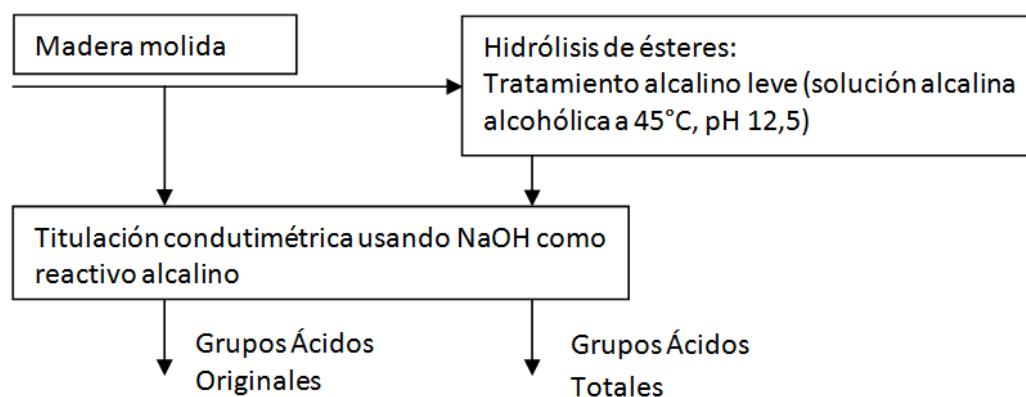 Madera molida
Hidrólisis de ésteres:
Tratamiento alcalino leve (solución alcalina
alcohólica a 45°C, pH 12,5)
Titulación condutimétrica usando NaOH como
reactivo alcalino
Grupos Ácidos
Originales
Grupos Ácidos
Totales